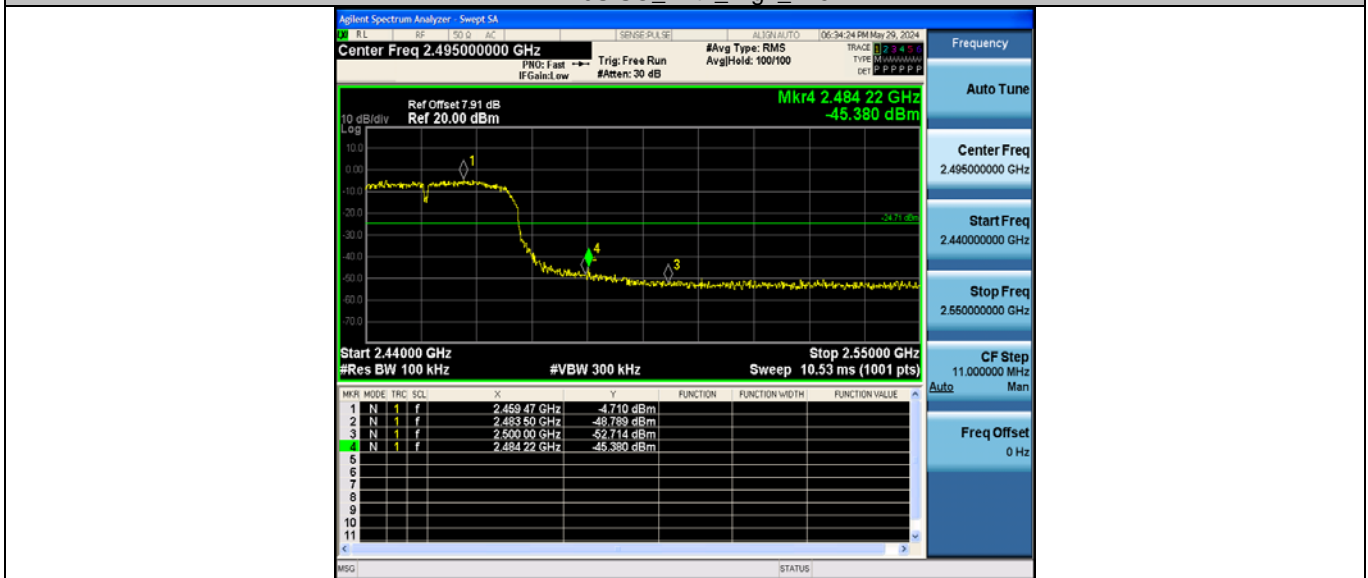 Agilent Spectrum Analyzer - Swept SA
RL RF 50 Ω AC SENSE:PULSE ALIGN AUTO 06:34:24 PM May 29, 2024
Center Freq 2.495000000 GHz
PNO: Fast
IFGain:Low
Trig: Free Run
#Atten: 30 dB
#Avg Type: RMS
Avg|Hold: 100/100
TRACE 1 2 3 4 5 6
TYPE MWWWWW
DET P P P P P P
Mkr4 2.484 22 GHz
-45.380 dBm
Ref Offset 7.91 dB
10 dB/div Ref 20.00 dBm
Log
10.0
0.00
-10.0
-20.0
-30.0
-40.0
-50.0
-60.0
-70.0
1
4
3
-24.71 dBm
Start 2.44000 GHz Stop 2.55000 GHz
#Res BW 100 kHz #VBW 300 kHz Sweep 10.53 ms (1001 pts)
MKR MODE TRC SCL X Y FUNCTION FUNCTION WIDTH FUNCTION VALUE
1 N 1 f 2.459 47 GHz -4.710 dBm
2 N 1 f 2.483 50 GHz -48.789 dBm
3 N 1 f 2.500 00 GHz -52.714 dBm
4 N 1 f 2.484 22 GHz -45.380 dBm
5
6
7
8
9
10
11
MSG STATUS
Frequency
Auto Tune
Center Freq
2.495000000 GHz
Start Freq
2.440000000 GHz
Stop Freq
2.550000000 GHz
CF Step
11.000000 MHz
Auto Man
Freq Offset
0 Hz